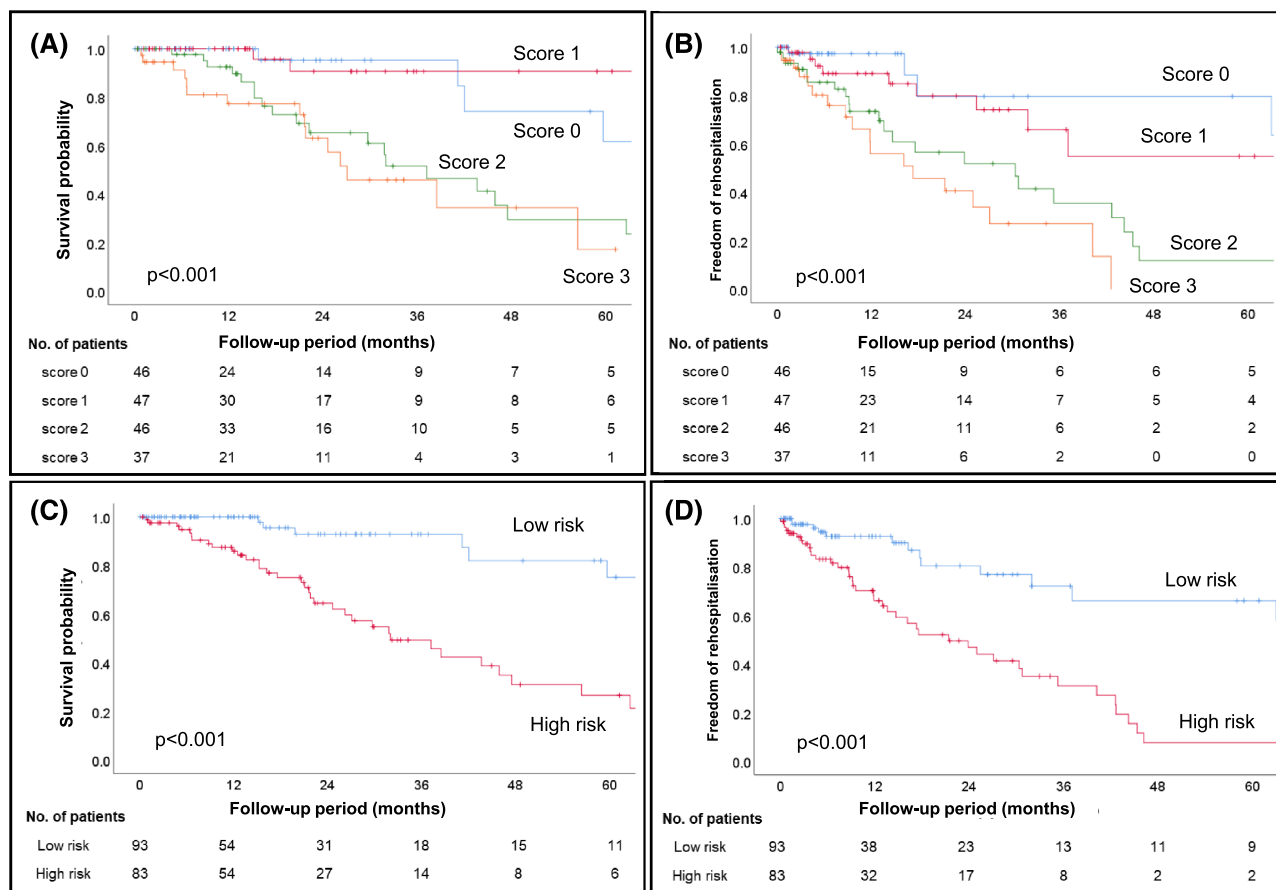 (A)
Survival probability
1.0
0.8
0.6
0.4
0.2
0.0
Score 1
Score 0
Score 2
Score 3
p<0.001
0 12 24 36 48 60
No. of patients Follow-up period (months)
score 0 46 24 14 9 7 5
score 1 47 30 17 9 8 6
score 2 46 33 16 10 5 5
score 3 37 21 11 4 3 1
(B)
Freedom of rehospitalisation
1.0
0.8
0.6
0.4
0.2
0.0
Score 0
Score 1
Score 2
Score 3
p<0.001
0 12 24 36 48 60
No. of patients Follow-up period (months)
score 0 46 15 9 6 6 5
score 1 47 23 14 7 5 4
score 2 46 21 11 6 2 2
score 3 37 11 6 2 0 0
(C)
Survival probability
1.0
0.8
0.6
0.4
0.2
0.0
Low risk
High risk
p<0.001
0 12 24 36 48 60
Follow-up period (months)
No. of patients
Low risk 93 54 31 18 15 11
High risk 83 54 27 14 8 6
(D)
Freedom of rehospitalisation
1.0
0.8
0.6
0.4
0.2
0.0
Low risk
High risk
p<0.001
0 12 24 36 48 60
Follow-up period (months)
No. of patients
Low risk 93 38 23 13 11 9
High risk 83 32 17 8 2 2